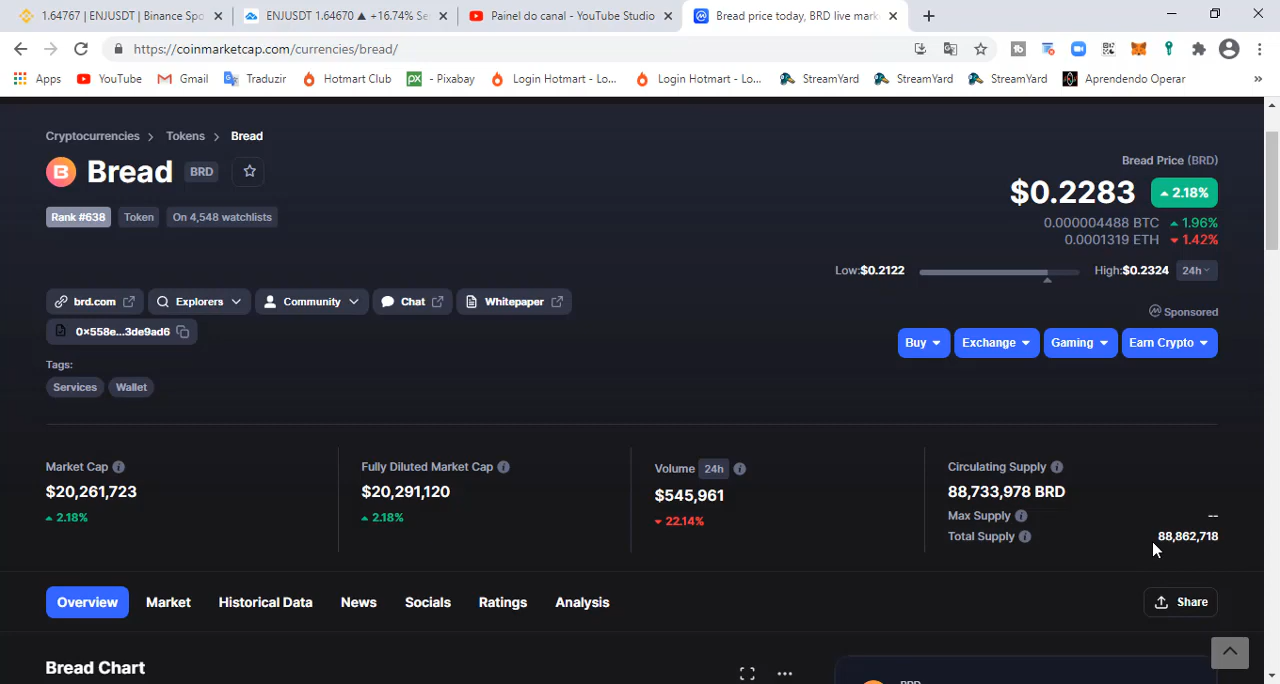 1.64767 | ENJUSDT | Binance Spo
ENJUSDT 1.64670 ▲ +16.74% Se
Painel do canal - YouTube Studio
Bread price today, BRD live mark
https://coinmarketcap.com/currencies/bread/
Apps
YouTube
Gmail
Traduzir
Hotmart Club
- Pixabay
Login Hotmart - Lo...
Login Hotmart - Lo...
StreamYard
StreamYard
StreamYard
Aprendendo Operar
Cryptocurrencies > Tokens > Bread
Bread BRD
Rank #638 Token On 4,548 watchlists
Bread Price (BRD)
$0.2283 2.18%
0.000004488 BTC 1.96%
0.0001319 ETH 1.42%
Low:$0.2122 High:$0.2324 24h
brd.com Explorers Community Chat Whitepaper
0x558e...3de9ad6
Sponsored
Buy Exchange Gaming Earn Crypto
Tags:
Services Wallet
Market Cap
$20,261,723
2.18%
Fully Diluted Market Cap
$20,291,120
2.18%
Volume 24h
$545,961
22.14%
Circulating Supply
88,733,978 BRD
Max Supply --
Total Supply 88,862,718
Overview Market Historical Data News Socials Ratings Analysis Share
Bread Chart
BRD